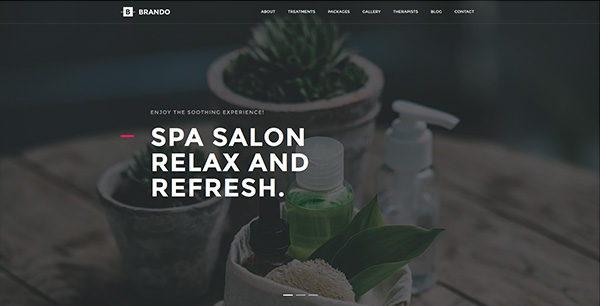 B BRANDO
ABOUT TREATMENTS PACKAGES GALLERY THERAPISTS BLOG CONTACT
ENJOY THE SOOTHING EXPERIENCE!
SPA SALON
RELAX AND
REFRESH.